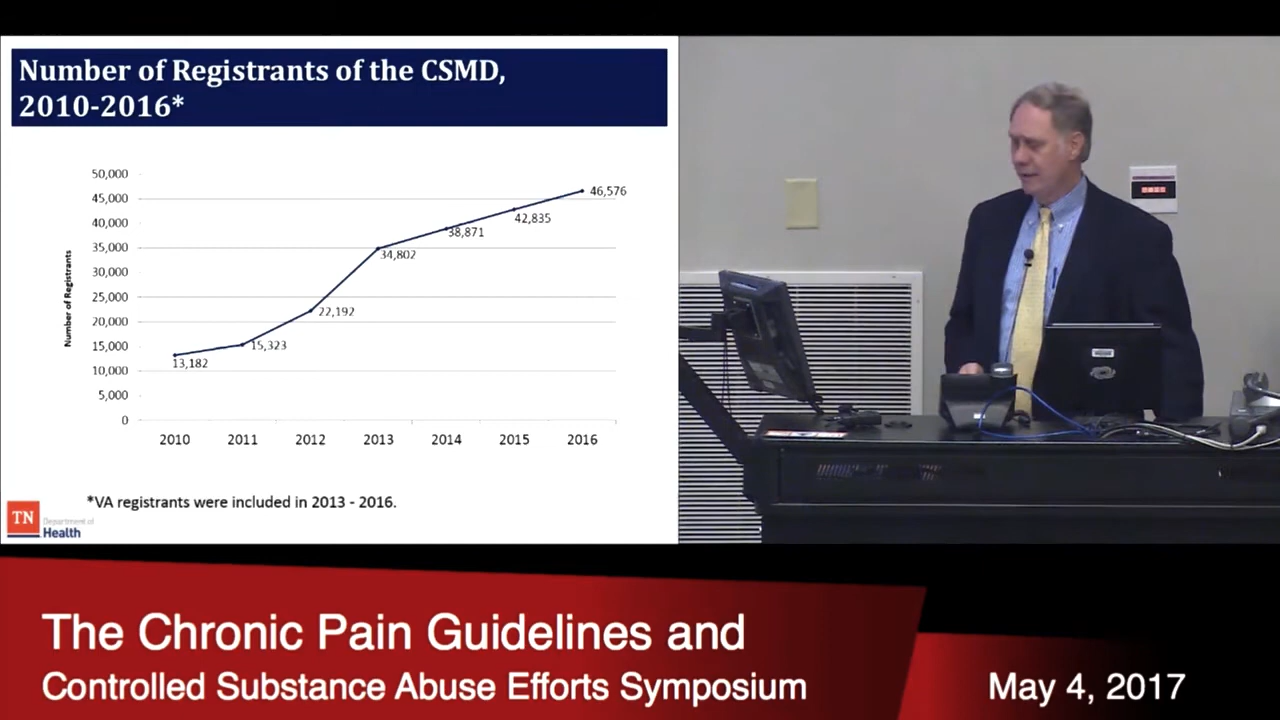 Number of Registrants of the CSMD,
2010-2016*
50,000
45,000
40,000
35,000
30,000
25,000
20,000
15,000
10,000
5,000
0
Number of Registrants
13,182
15,323
22,192
34,802
38,871
42,835
46,576
2010 2011 2012 2013 2014 2015 2016
*VA registrants were included in 2013 - 2016.
TN
Department of
Health
The Chronic Pain Guidelines and
Controlled Substance Abuse Efforts Symposium
May 4, 2017